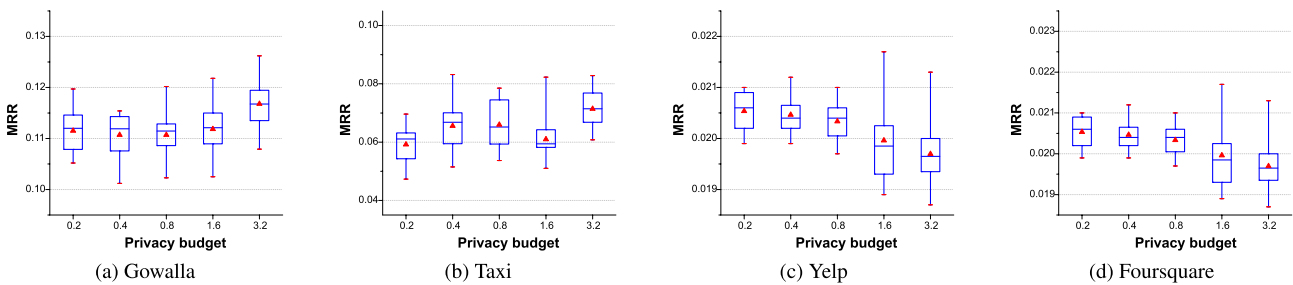 0.13
0.12
0.11
0.10
MRR
0.2 0.4 0.8 1.6 3.2
Privacy budget
(a) Gowalla
0.10
0.08
0.06
0.04
MRR
0.2 0.4 0.8 1.6 3.2
Privacy budget
(b) Taxi
0.022
0.021
0.020
0.019
MRR
0.2 0.4 0.8 1.6 3.2
Privacy budget
(c) Yelp
0.023
0.022
0.021
0.020
0.019
MRR
0.2 0.4 0.8 1.6 3.2
Privacy budget
(d) Foursquare